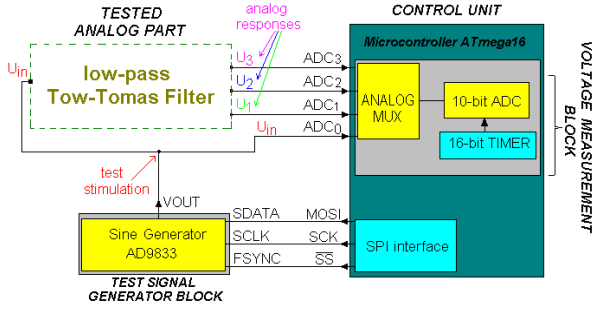 TESTED
ANALOG PART
analog
responses
CONTROL UNIT
Microcontroller ATmega16
VOLTAGE MEASUREMENT
BLOCK
Uin
low-pass
Tow-Tomas Filter
U3
U2
U1
Uin
ADC3
ADC2
ADC1
ADC0
ANALOG
MUX
10-bit ADC
16-bit TIMER
test
stimulation
VOUT
Sine Generator
AD9833
SDATA
SCLK
FSYNC
MOSI
SCK
SS
SPI interface
TEST SIGNAL
GENERATOR BLOCK